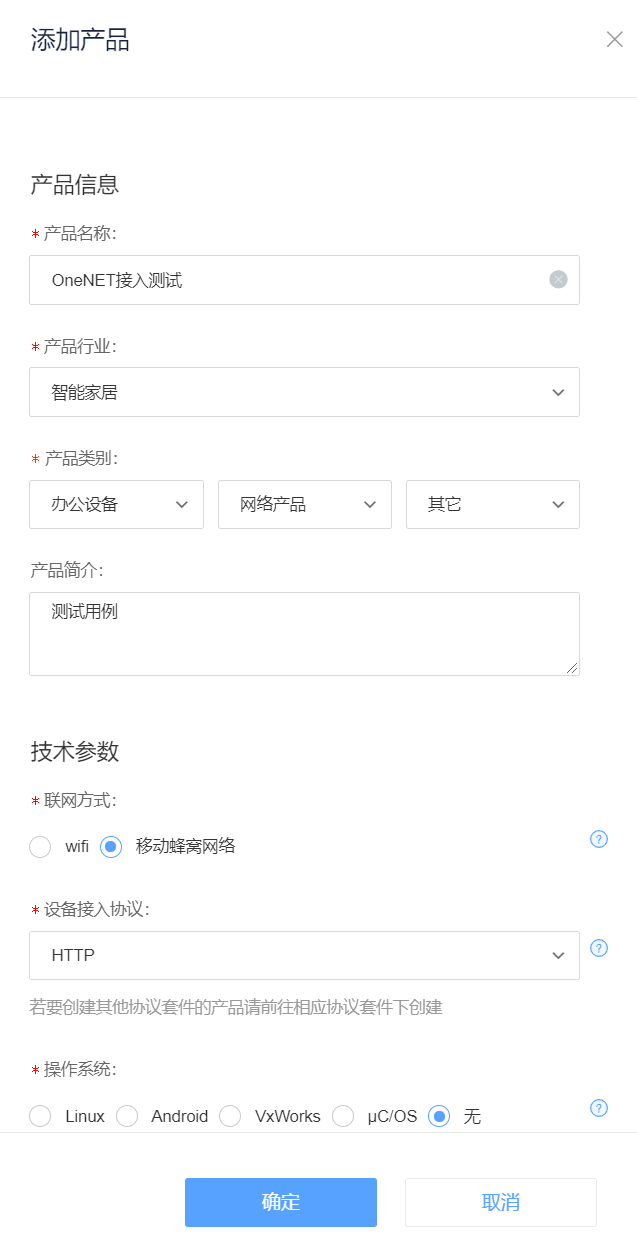 添加产品
产品信息
* 产品名称:
OneNET接入测试
* 产品行业:
智能家居
* 产品类别:
办公设备 网络产品 其它
产品简介:
测试用例
技术参数
* 联网方式:
wifi 移动蜂窝网络 ?
* 设备接入协议:
HTTP ?
若要创建其他协议套件的产品请前往相应协议套件下创建
* 操作系统:
Linux Android VxWorks μC/OS 无 ?
确定 取消